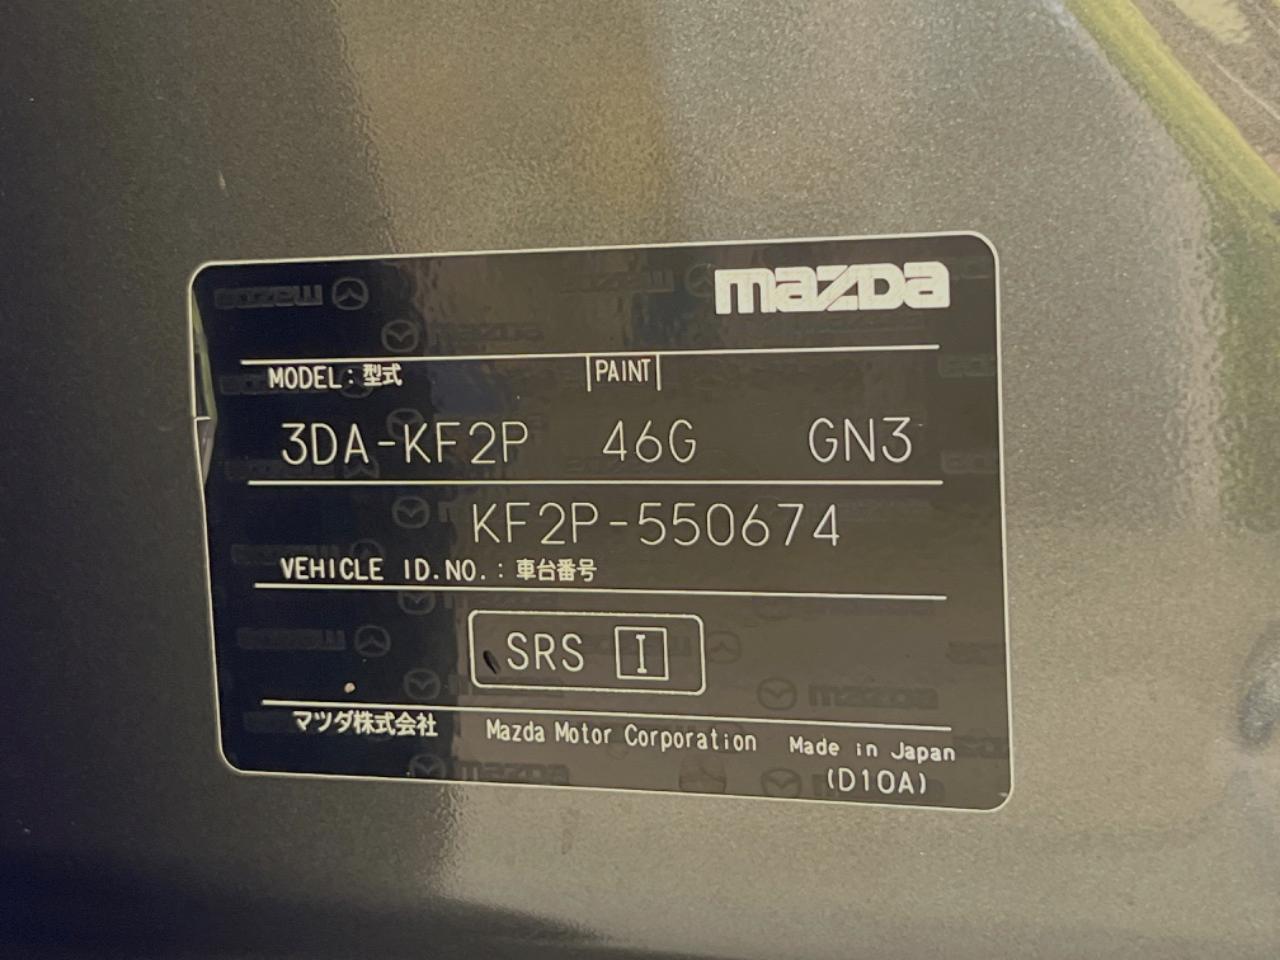 mazda
MODEL：型式 PAINT
3DA-KF2P 46G GN3
KF2P-550674
VEHICLE ID.NO.：車台番号
SRS I
マツダ株式会社 Mazda Motor Corporation Made in Japan
(D10A)